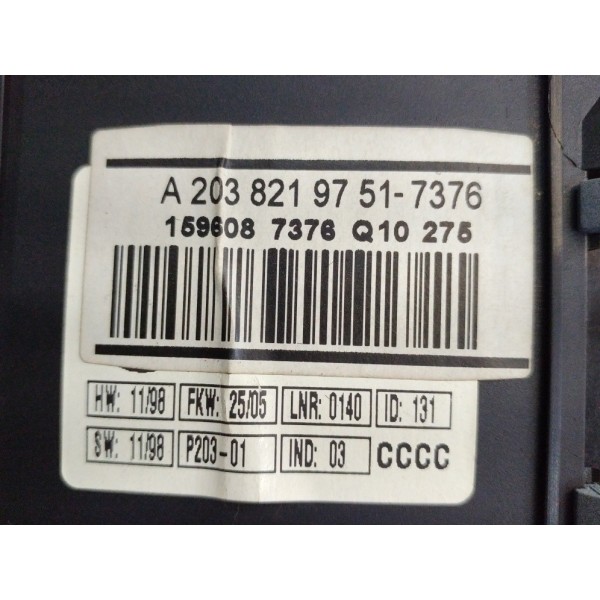 A 203 821 97 51-7376
159608 7376 Q10 275
HW: 11/98 FKW: 25/05 LNR: 0140 ID: 131
SW: 11/98 P203-01 IND: 03 CCCC